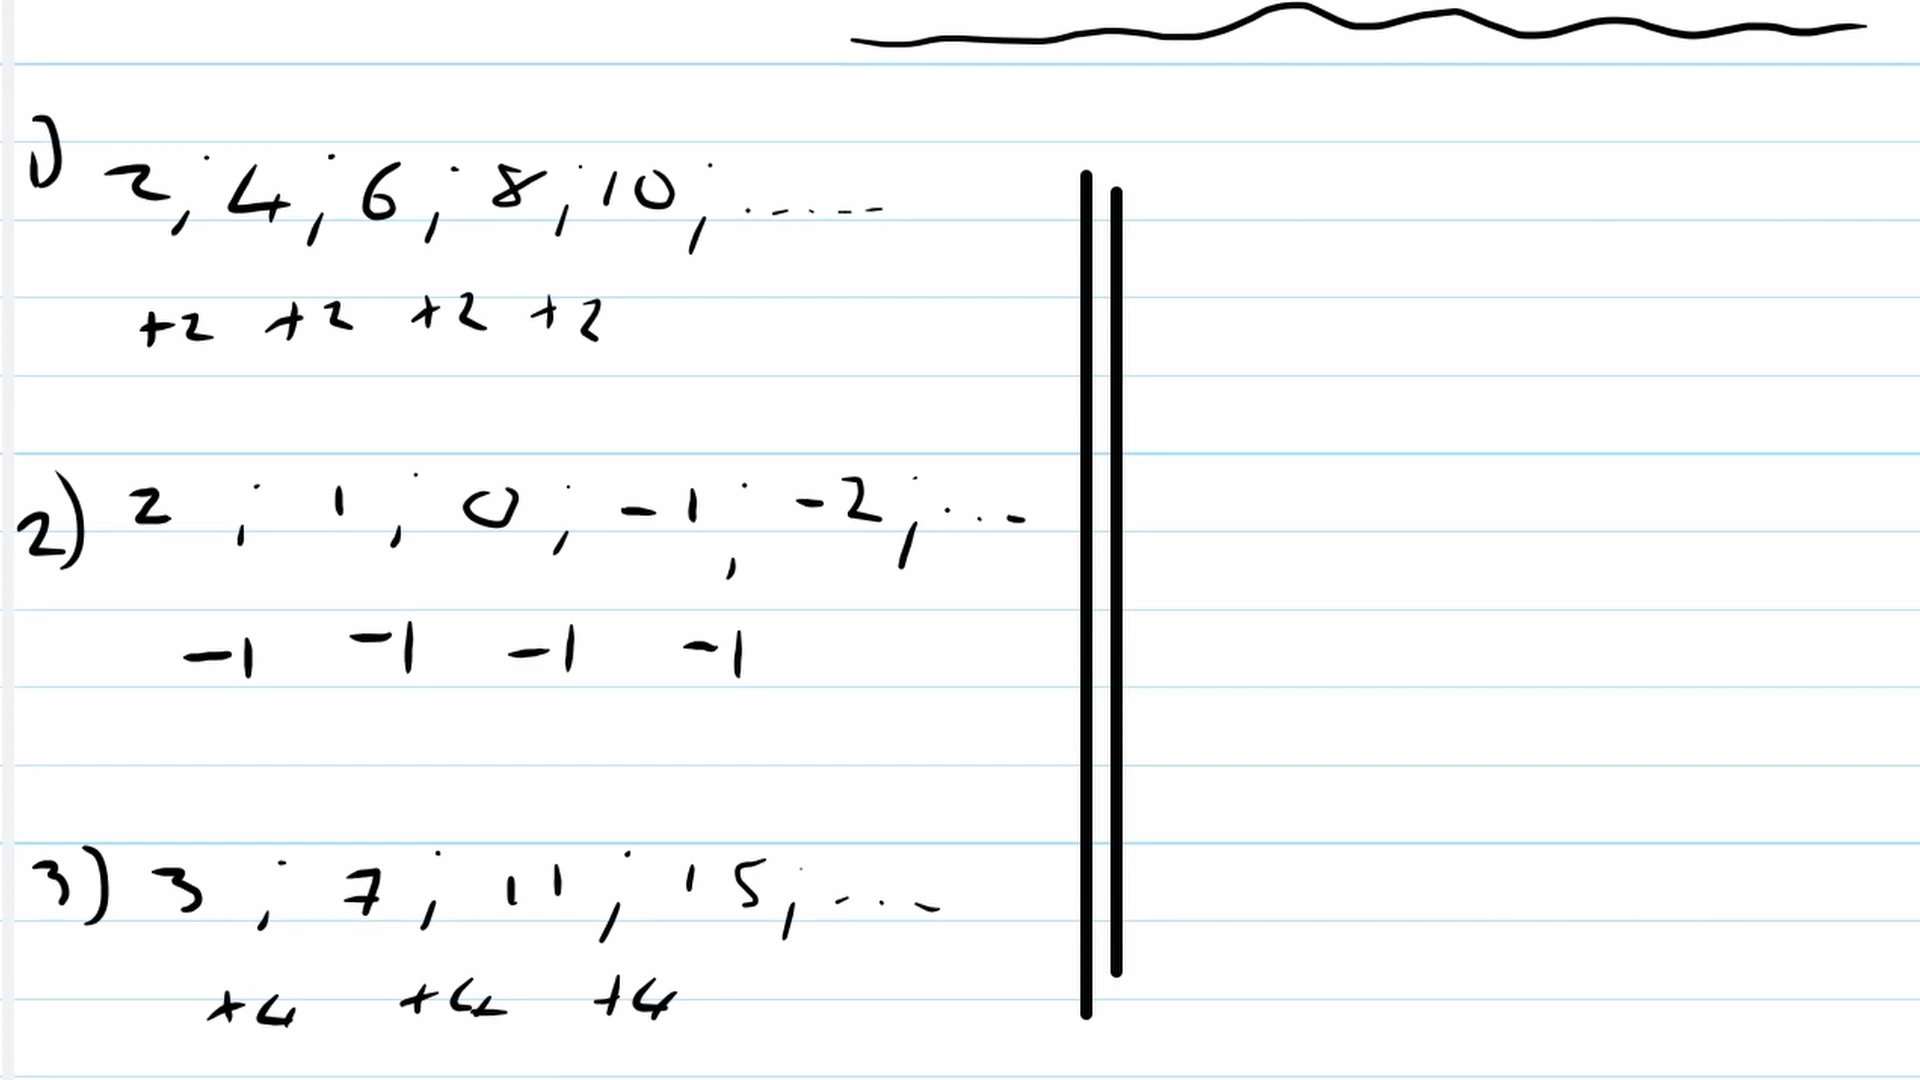 1) 2 ; 4 ; 6 ; 8 ; 10 ; .....
+2 +2 +2 +2
2) 2 ; 1 ; 0 ; -1 ; -2 ; ...
-1 -1 -1 -1
3) 3 ; 7 ; 11 ; 15 ; ...
+4 +4 +4